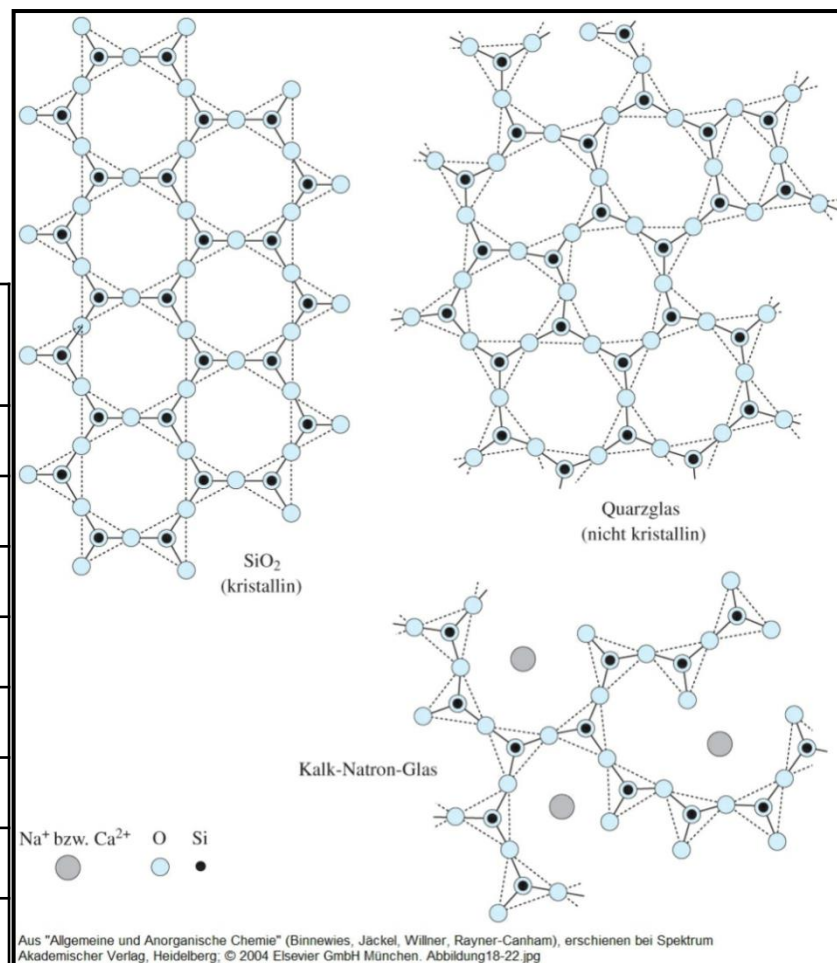 SiO₂
(kristallin)
Quarzglas
(nicht kristallin)
Kalk-Natron-Glas
Na⁺ bzw. Ca²⁺ O Si
Aus "Allgemeine und Anorganische Chemie" (Binnewies, Jäckel, Willner, Rayner-Canham), erschienen bei Spektrum
Akademischer Verlag, Heidelberg; © 2004 Elsevier GmbH München. Abbildung18-22.jpg